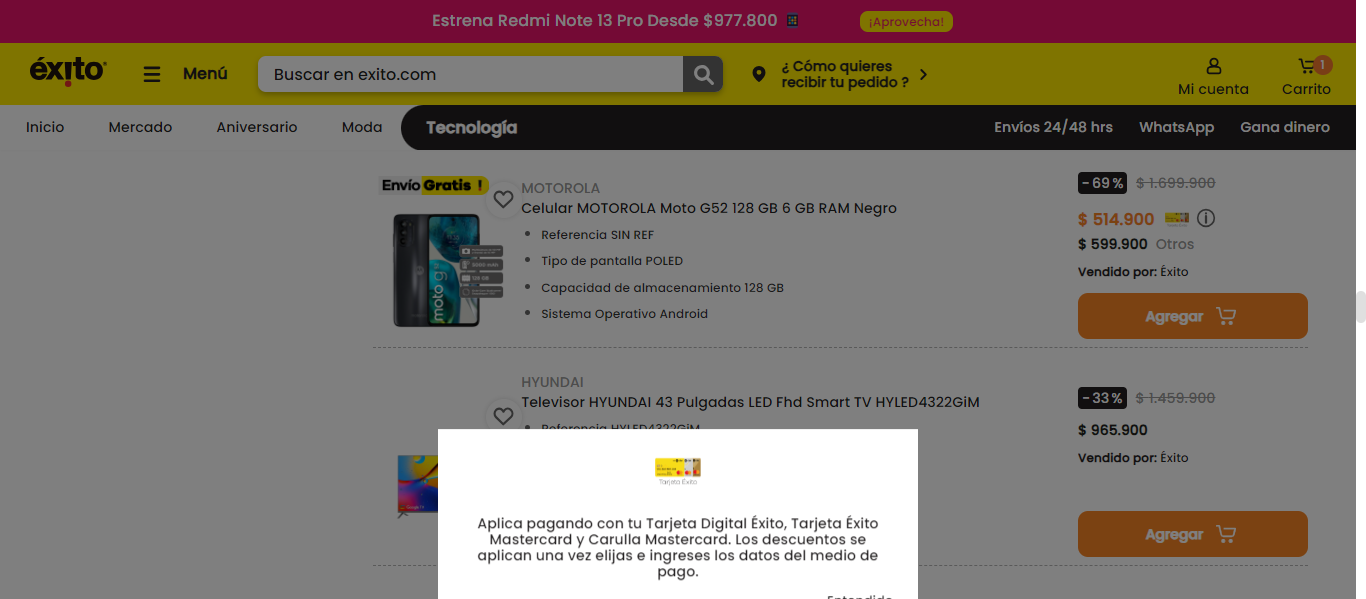 Estrena Redmi Note 13 Pro Desde $977.800
¡Aprovecha!
éxito
Menú
Buscar en exito.com
¿ Cómo quieres
recibir tu pedido ?
Mi cuenta
1
Carrito
Inicio
Mercado
Aniversario
Moda
Tecnología
Envíos 24/48 hrs
WhatsApp
Gana dinero
Envío Gratis !
MOTOROLA
Celular MOTOROLA Moto G52 128 GB 6 GB RAM Negro
Referencia SIN REF
Tipo de pantalla POLED
Capacidad de almacenamiento 128 GB
Sistema Operativo Android
-69%
$ 1.699.900
$ 514.900
$ 599.900 Otros
Vendido por: Éxito
Agregar
HYUNDAI
Televisor HYUNDAI 43 Pulgadas LED Fhd Smart TV HYLED4322GiM
Referencia HYLED4322GiM
-33%
$ 1.459.900
$ 965.900
Vendido por: Éxito
Agregar
Tarjeta Éxito
Aplica pagando con tu Tarjeta Digital Éxito, Tarjeta Éxito
Mastercard y Carulla Mastercard. Los descuentos se
aplican una vez elijas e ingreses los datos del medio de
pago.
Entendido